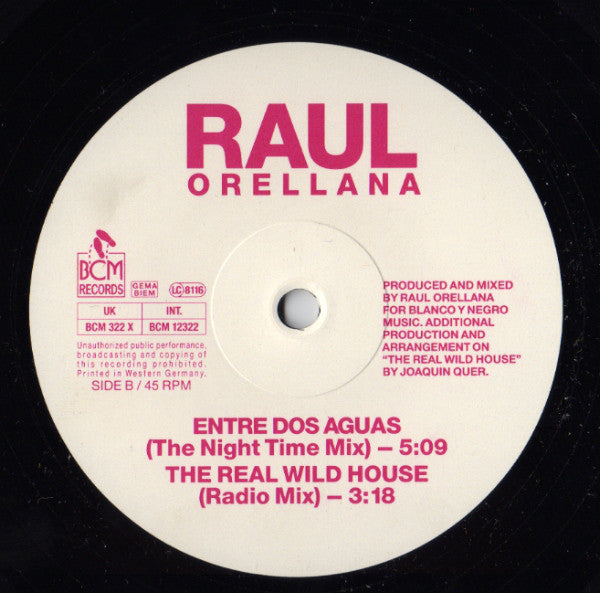 RAUL
ORELLANA
BCM
RECORDS
GEMA
BIEM
LC 8116
UK INT.
BCM 322 X BCM 12322
Unauthorized public performance,
broadcasting and copying of
this recording prohibited.
Printed in Western Germany.
SIDE B / 45 RPM
PRODUCED AND MIXED
BY RAUL ORELLANA
FOR BLANCO Y NEGRO
MUSIC. ADDITIONAL
PRODUCTION AND
ARRANGEMENT ON
"THE REAL WILD HOUSE"
BY JOAQUIN QUER.
ENTRE DOS AGUAS
(The Night Time Mix) – 5:09
THE REAL WILD HOUSE
(Radio Mix) – 3:18